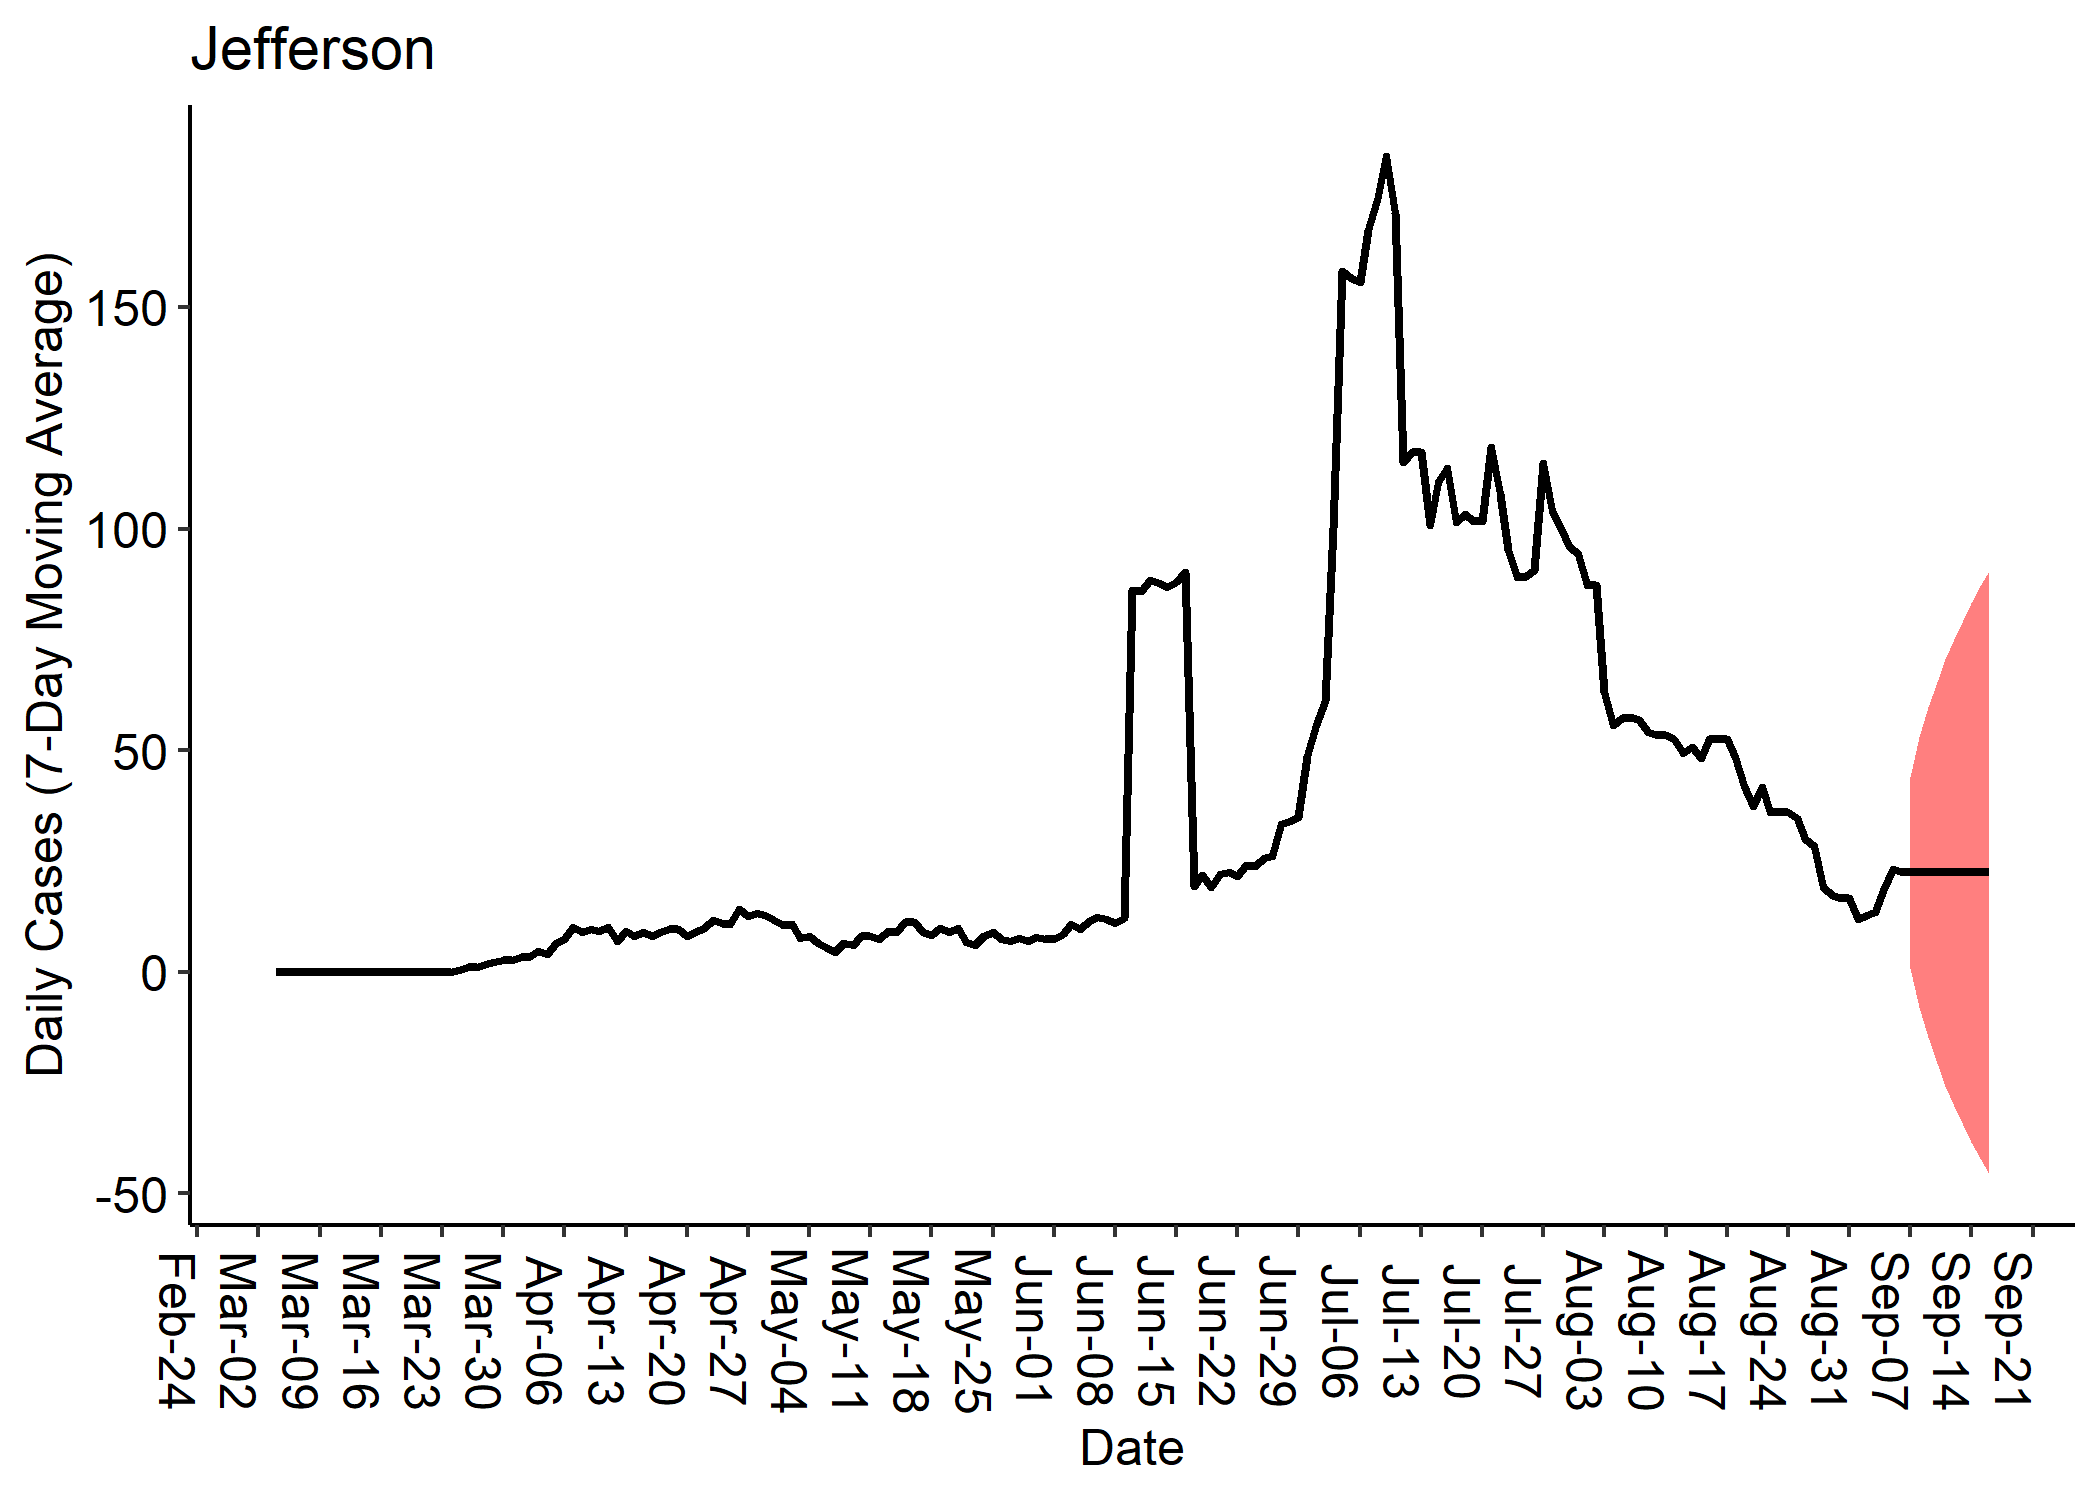 Jefferson
Daily Cases (7-Day Moving Average)
150
100
50
0
-50
Feb-24
Mar-02
Mar-09
Mar-16
Mar-23
Mar-30
Apr-06
Apr-13
Apr-20
Apr-27
May-04
May-11
May-18
May-25
Jun-01
Jun-08
Jun-15
Jun-22
Jun-29
Jul-06
Jul-13
Jul-20
Jul-27
Aug-03
Aug-10
Aug-17
Aug-24
Aug-31
Sep-07
Sep-14
Sep-21
Date